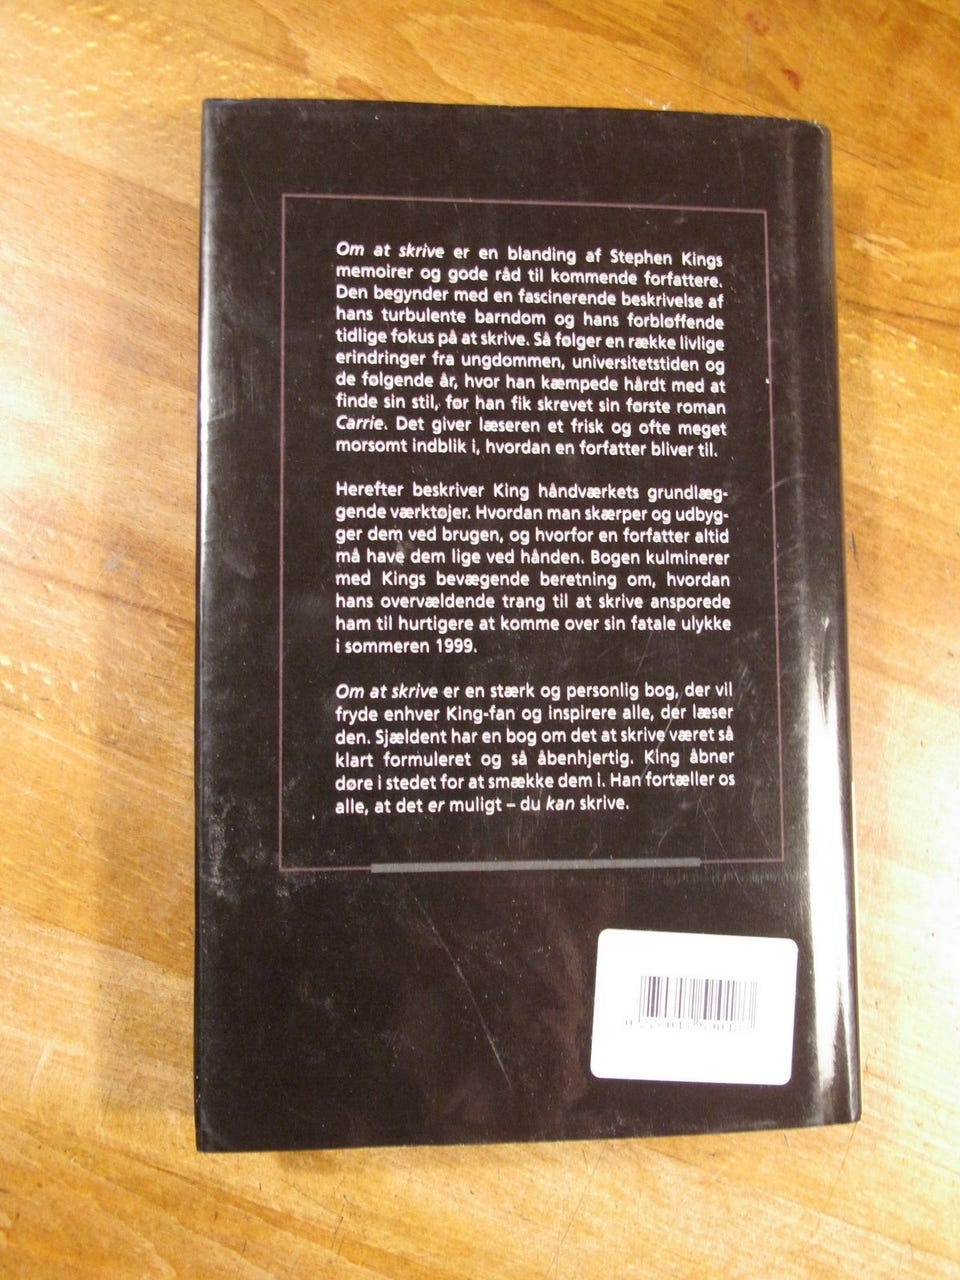 Om at skrive er en blanding af Stephen Kings
memoirer og gode råd til kommende forfattere.
Den begynder med en fascinerende beskrivelse af
hans turbulente barndom og hans forbløffende
tidlige fokus på at skrive. Så følger en række livlige
erindringer fra ungdommen, universitetstiden og
de følgende år, hvor han kæmpede hårdt med at
finde sin stil, før han fik skrevet sin første roman
Carrie. Det giver læseren et frisk og ofte meget
morsomt indblik i, hvordan en forfatter bliver til.
Herefter beskriver King håndværkets grundlæg-
gende værktøjer. Hvordan man skærper og udbyg-
ger dem ved brugen, og hvorfor en forfatter altid
må have dem lige ved hånden. Bogen kulminerer
med Kings bevægende beretning om, hvordan
hans overvældende trang til at skrive ansporede
ham til hurtigere at komme over sin fatale ulykke
i sommeren 1999.
Om at skrive er en stærk og personlig bog, der vil
fryde enhver King-fan og inspirere alle, der læser
den. Sjældent har en bog om det at skrive været så
klart formuleret og så åbenhjertig. King åbner
døre i stedet for at smække dem i. Han fortæller os
alle, at det er muligt – du kan skrive.